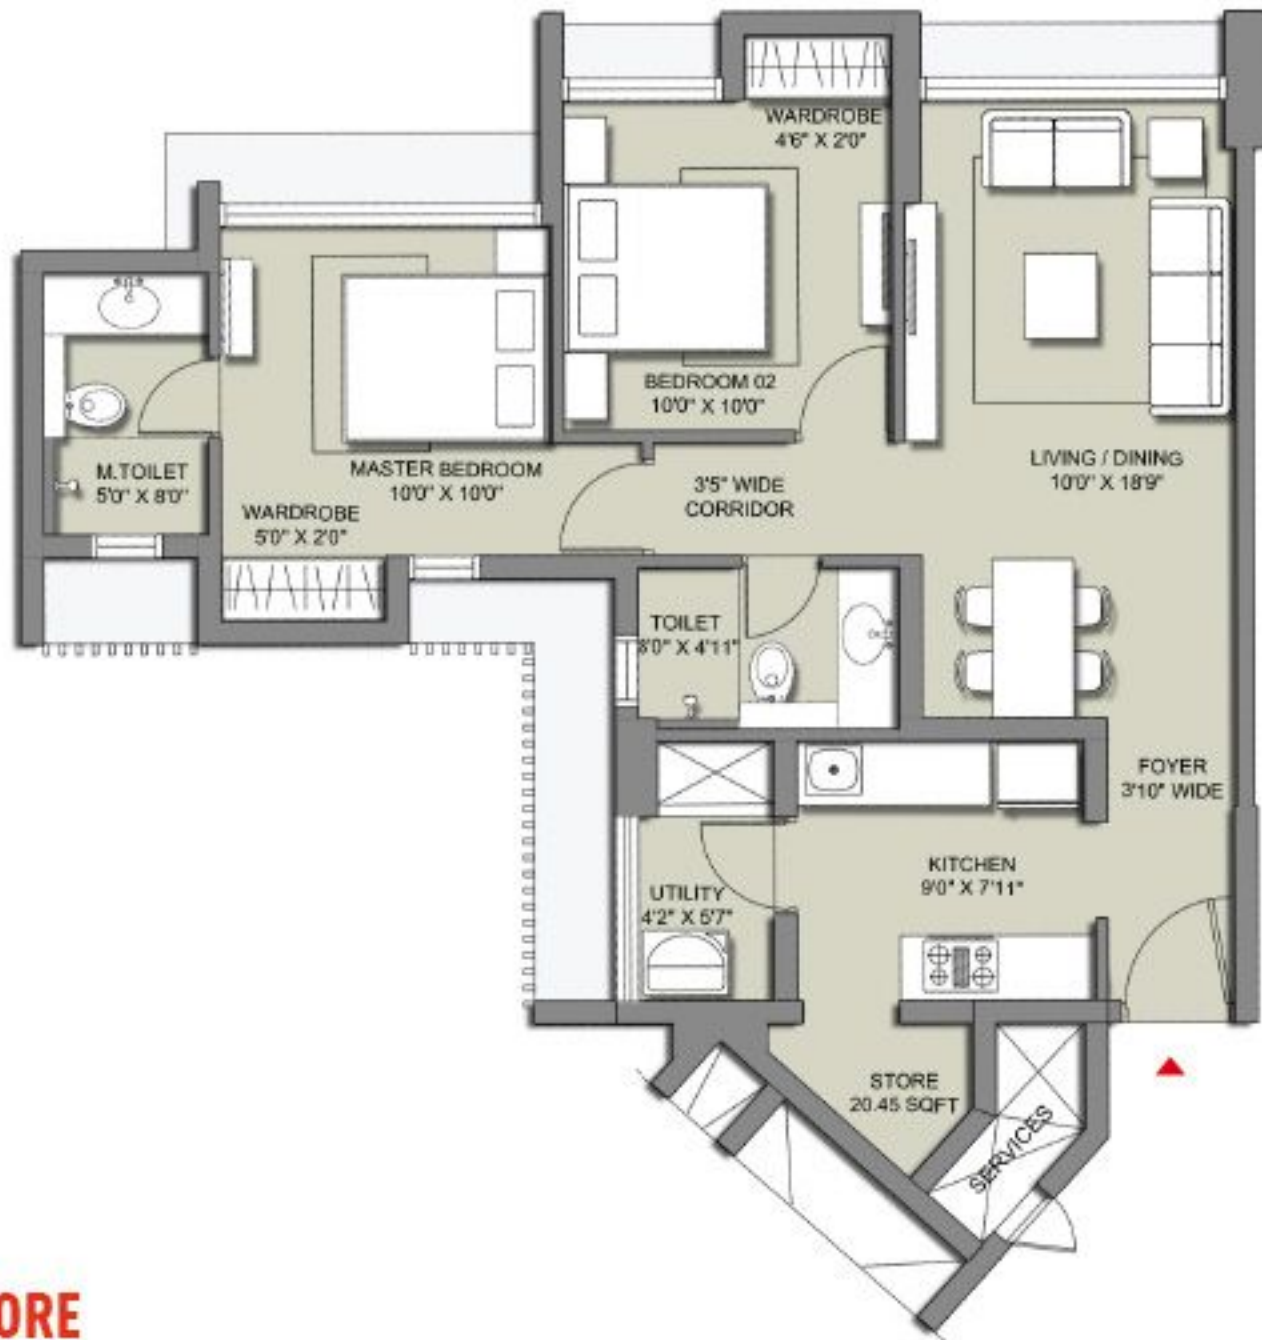 WARDROBE
4'6" X 2'0"
BEDROOM 02
10'0" X 10'0"
LIVING / DINING
10'0" X 18'9"
M.TOILET
5'0" X 8'0"
MASTER BEDROOM
10'0" X 10'0"
3'5" WIDE
CORRIDOR
WARDROBE
5'0" X 2'0"
TOILET
8'0" X 4'11"
FOYER
3'10" WIDE
KITCHEN
9'0" X 7'11"
UTILITY
4'2" X 5'7"
STORE
20.45 SQFT
SERVICES
ORE